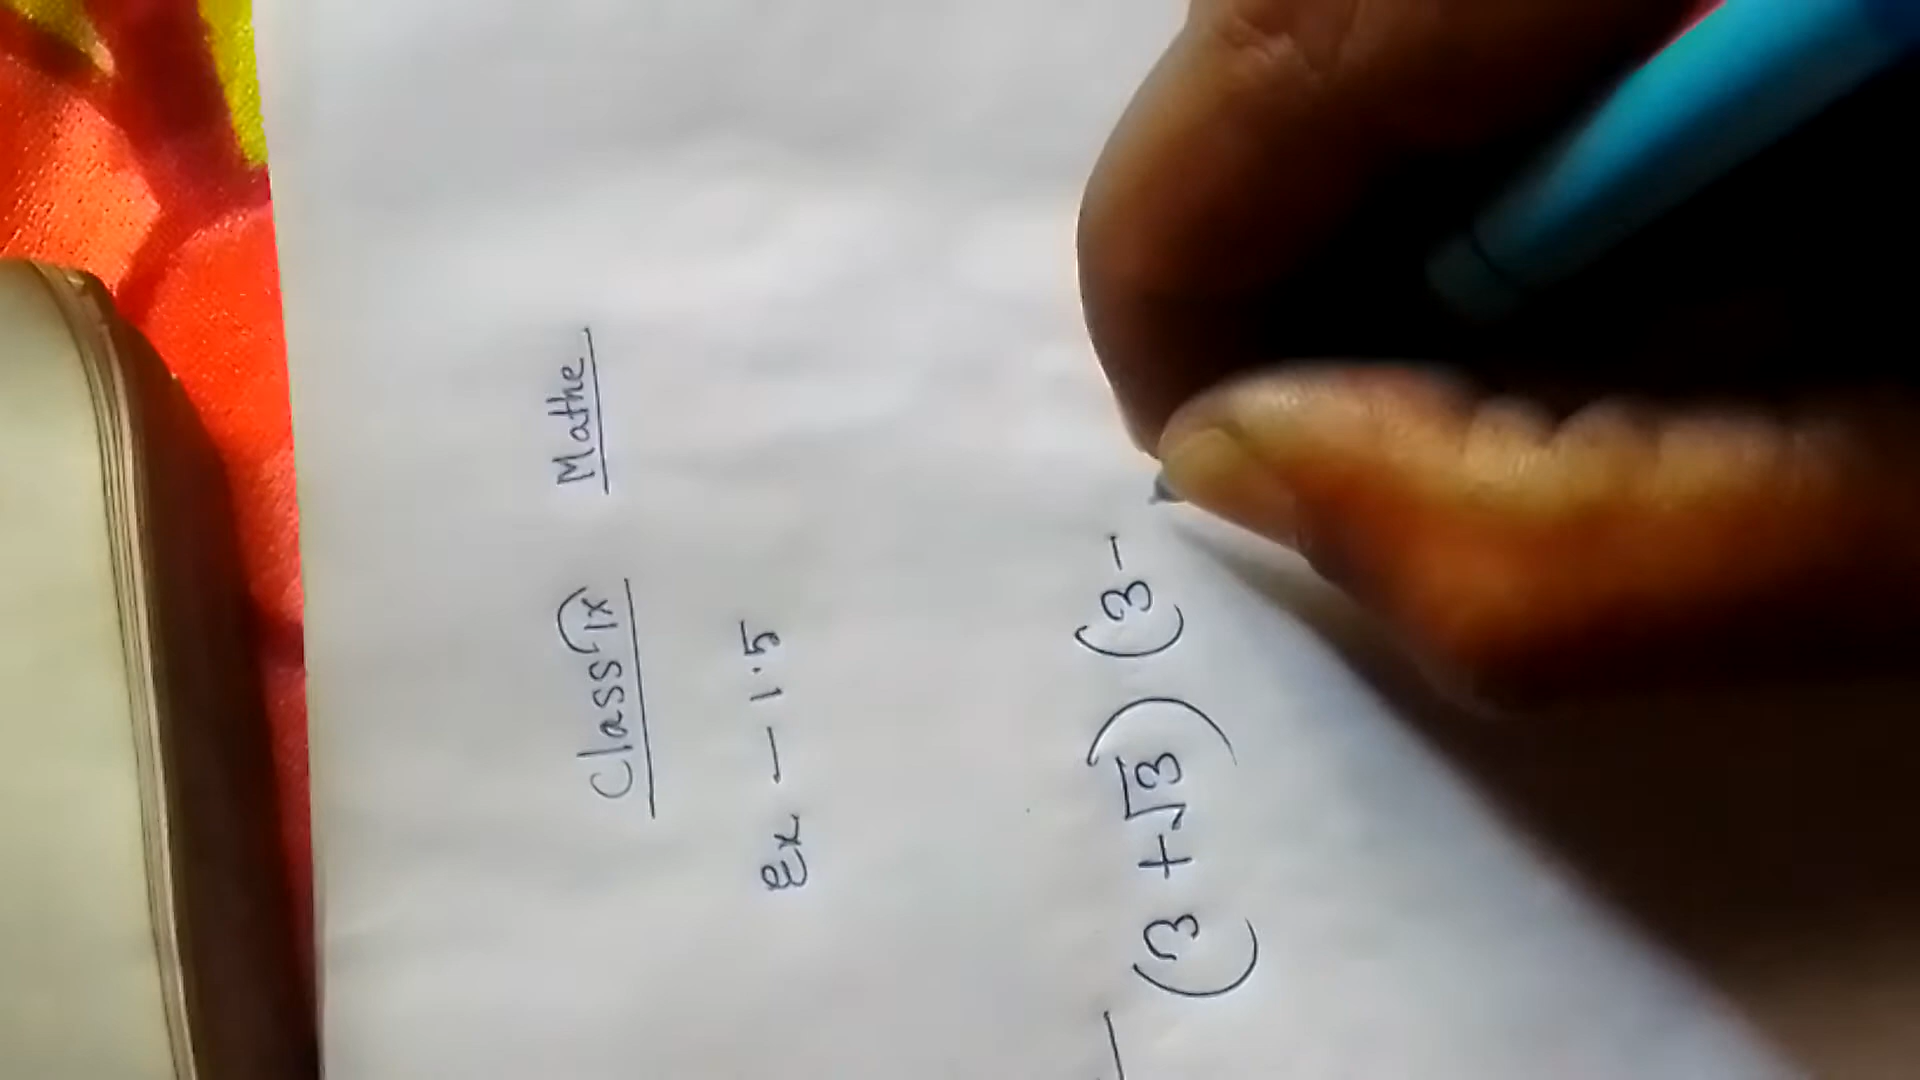 Class IX Mathe
Ex — 1.5
(3 + √3) (3 -